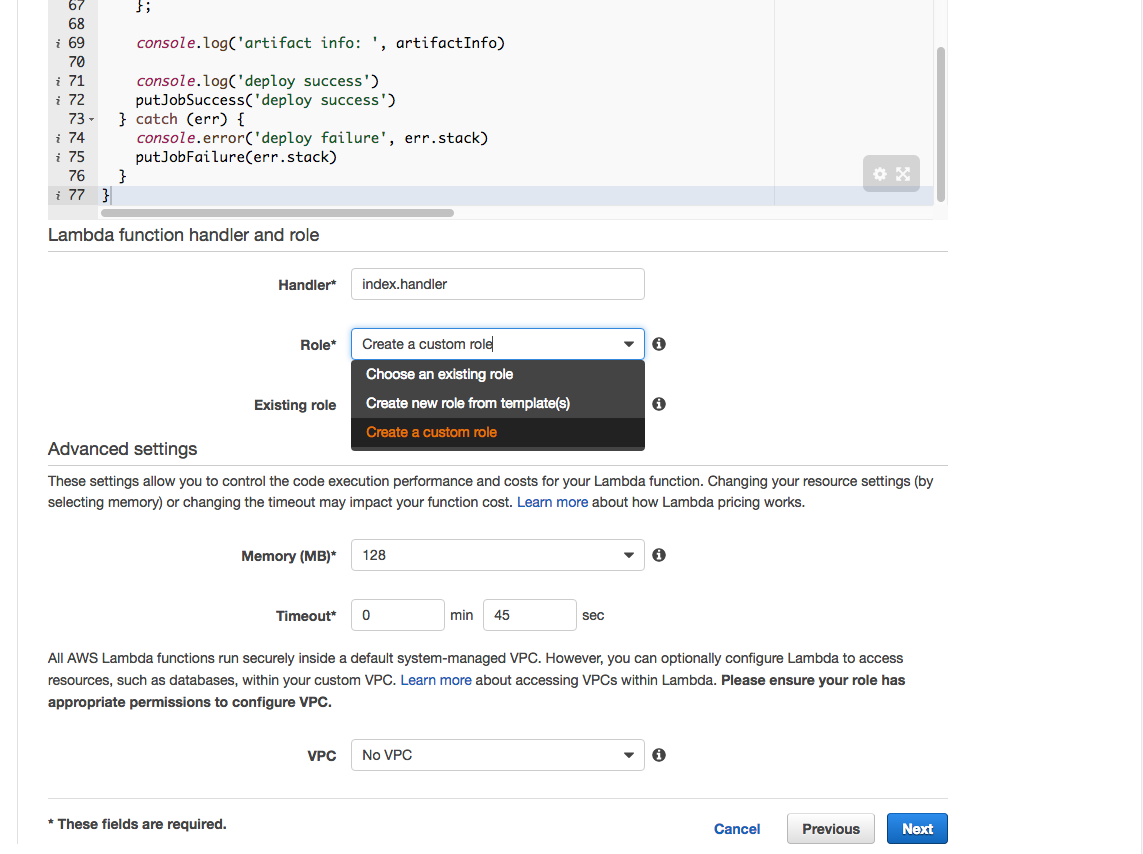 67 };
68
i 69 console.log('artifact info: ', artifactInfo)
70
i 71 console.log('deploy success')
i 72 putJobSuccess('deploy success')
73 } catch (err) {
i 74 console.error('deploy failure', err.stack)
i 75 putJobFailure(err.stack)
76 }
i 77 }
Lambda function handler and role
Handler* index.handler
Role* Create a custom role
Choose an existing role
Existing role Create new role from template(s)
Create a custom role
Advanced settings
These settings allow you to control the code execution performance and costs for your Lambda function. Changing your resource settings (by
selecting memory) or changing the timeout may impact your function cost. Learn more about how Lambda pricing works.
Memory (MB)* 128
Timeout* 0 min 45 sec
All AWS Lambda functions run securely inside a default system-managed VPC. However, you can optionally configure Lambda to access
resources, such as databases, within your custom VPC. Learn more about accessing VPCs within Lambda. Please ensure your role has
appropriate permissions to configure VPC.
VPC No VPC
* These fields are required.
Cancel Previous Next